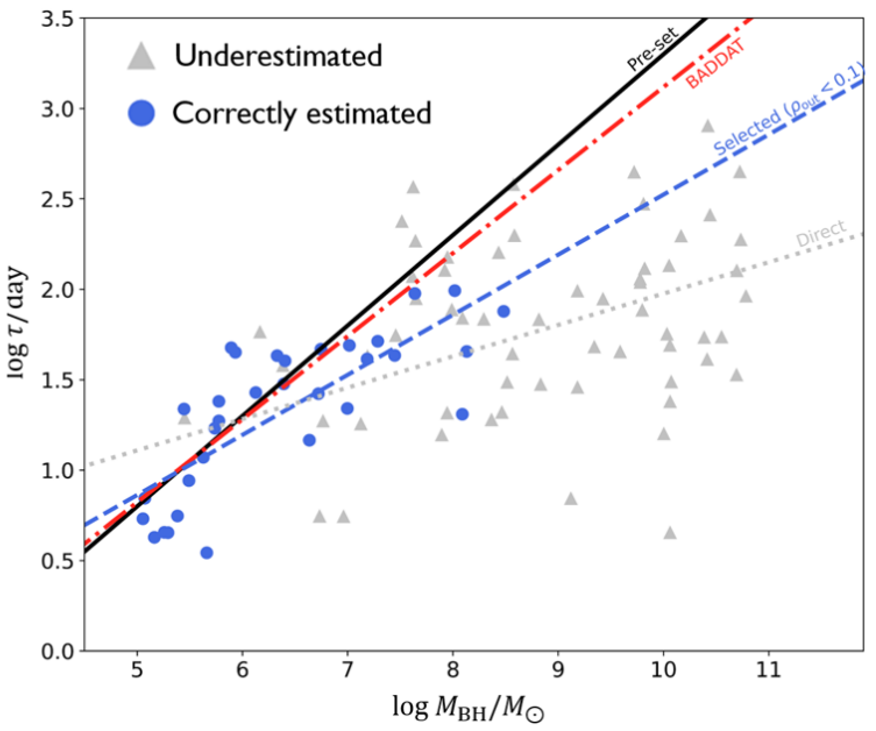 3.5
3.0
2.5
2.0
1.5
1.0
0.5
0.0
log τ/day
Underestimated
Correctly estimated
Pre-set
BADDAT
Selected (ρout < 0.1)
Direct
5 6 7 8 9 10 11
log MBH/M⊙